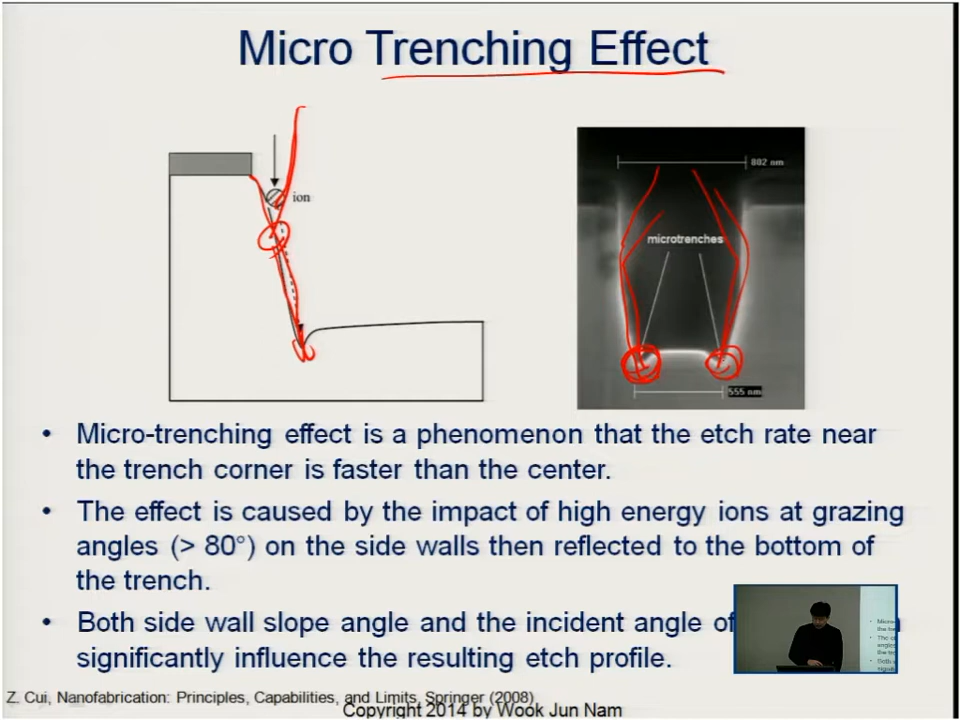 Micro Trenching Effect
ion
802 nm
microtrenches
555 nm
• Micro-trenching effect is a phenomenon that the etch rate near
the trench corner is faster than the center.
• The effect is caused by the impact of high energy ions at grazing
angles (> 80°) on the side walls then reflected to the bottom of
the trench.
• Both side wall slope angle and the incident angle of
significantly influence the resulting etch profile.
Z. Cui, Nanofabrication: Principles, Capabilities, and Limits, Springer (2008)
Copyright 2014 by Wook Jun Nam